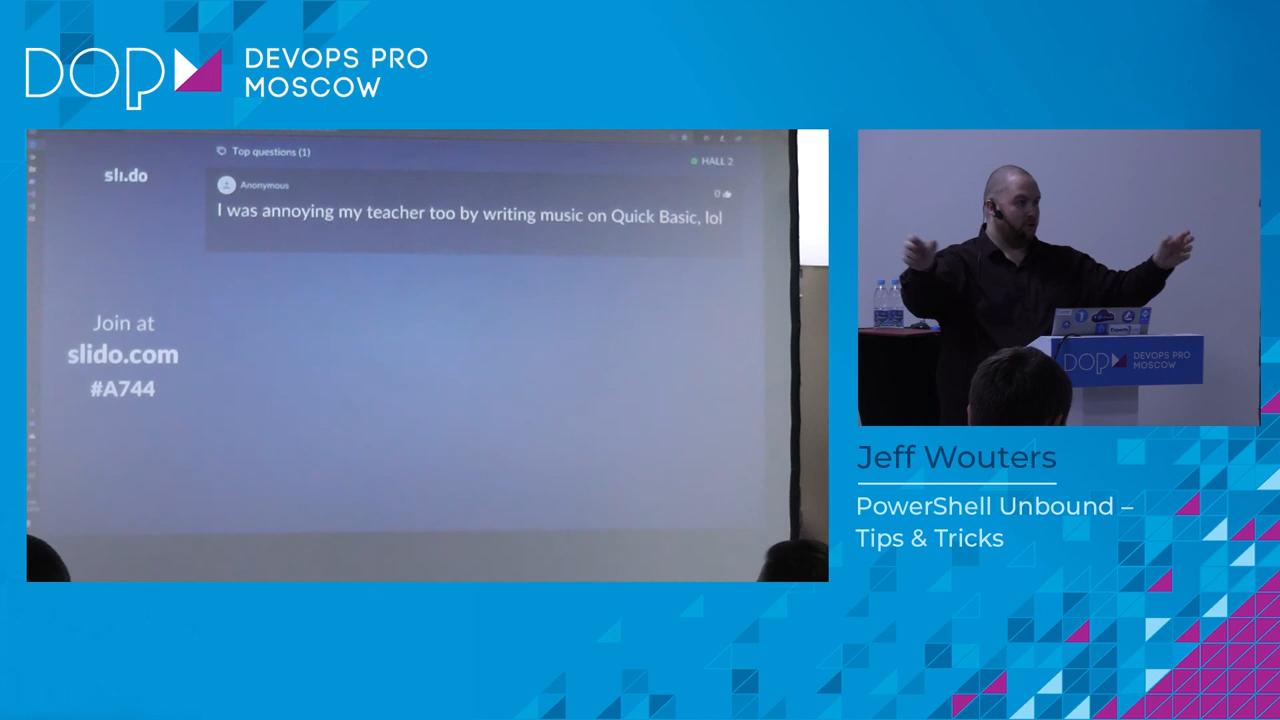 DOP
DEVOPS PRO
MOSCOW
Top questions (1)
HALL 2
sli.do
Anonymous
0
I was annoying my teacher too by writing music on Quick Basic, lol
Join at
slido.com
#A744
Experts
DOP
DEVOPS PRO
MOSCOW
Jeff Wouters
PowerShell Unbound –
Tips & Tricks